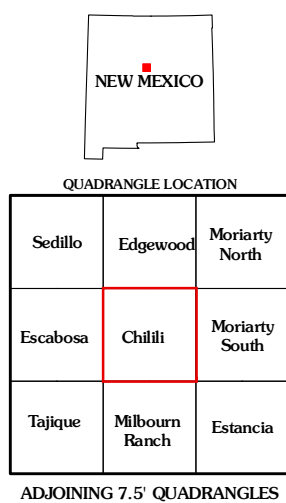 NEW MEXICO
QUADRANGLE LOCATION
Sedillo
Edgewood
Moriarty
North
Escabosa
Chilili
Moriarty
South
Tajique
Milbourn
Ranch
Estancia
ADJOINING 7.5' QUADRANGLES